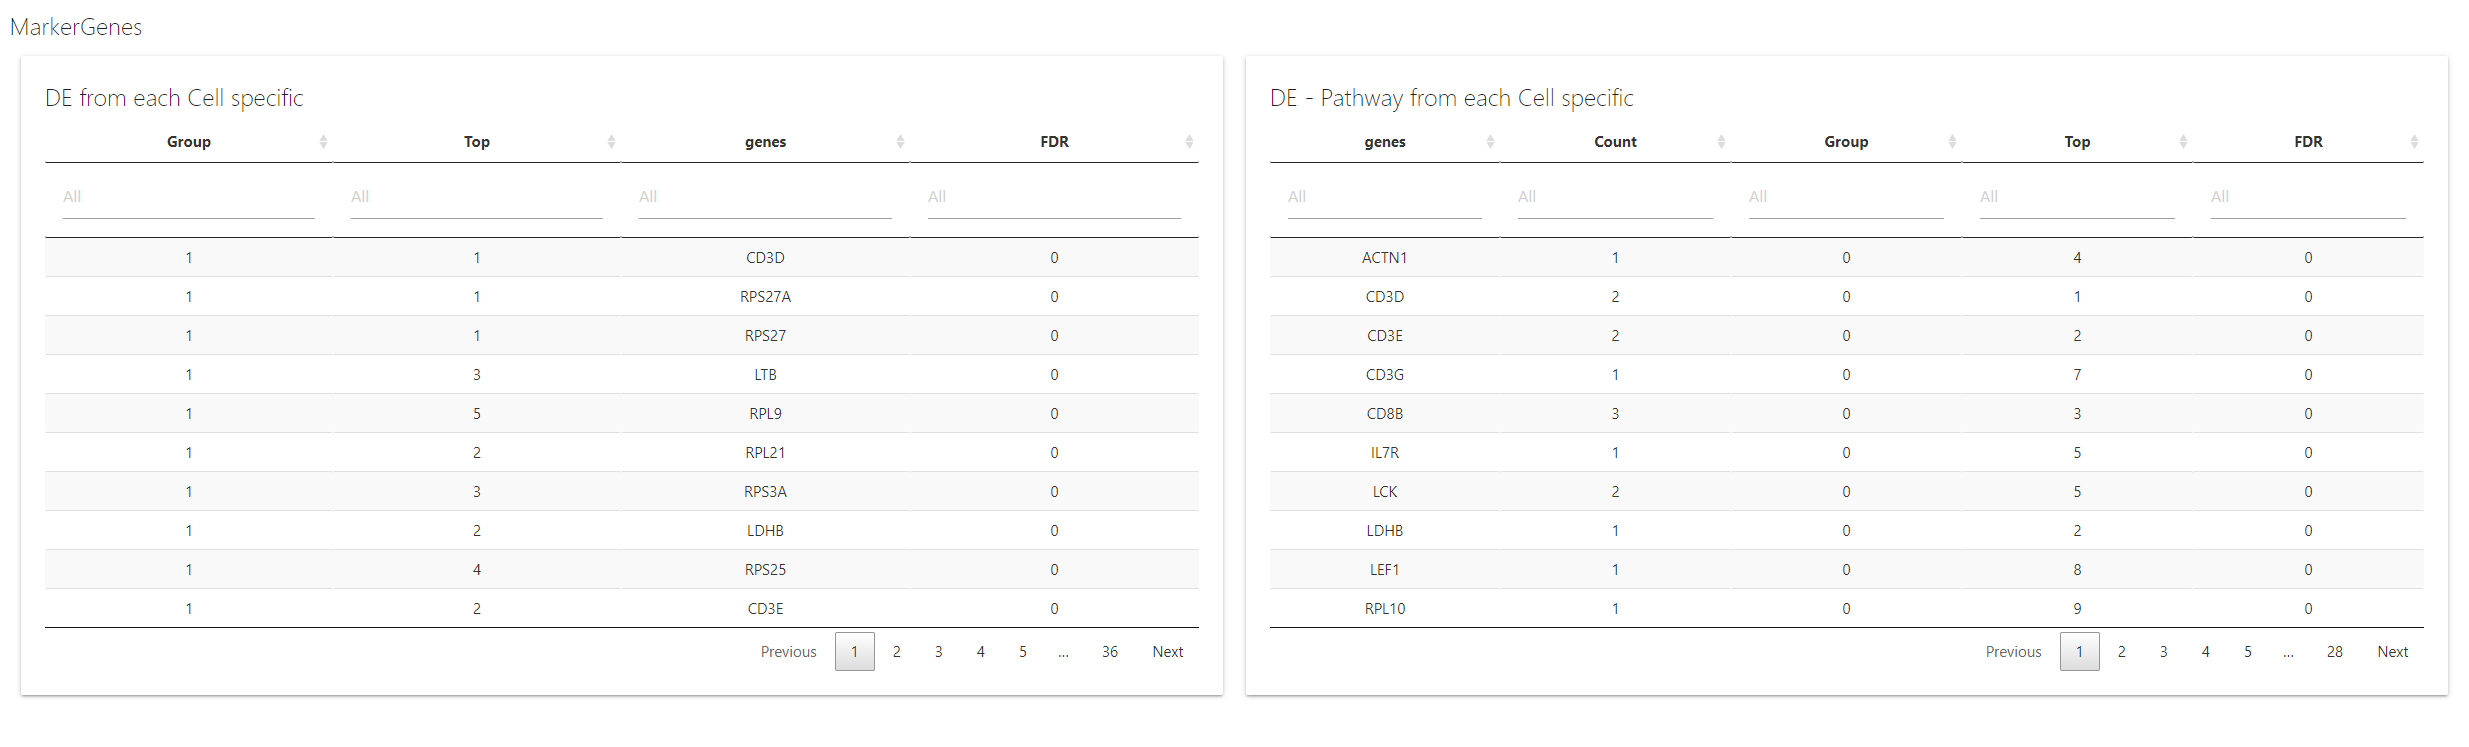 MarkerGenes
DE from each Cell specific
Group Top genes FDR
All All All All
1 1 CD3D 0
1 1 RPS27A 0
1 1 RPS27 0
1 3 LTB 0
1 5 RPL9 0
1 2 RPL21 0
1 3 RPS3A 0
1 2 LDHB 0
1 4 RPS25 0
1 2 CD3E 0
Previous 1 2 3 4 5 ... 36 Next
DE - Pathway from each Cell specific
genes Count Group Top FDR
All All All All All
ACTN1 1 0 4 0
CD3D 2 0 1 0
CD3E 2 0 2 0
CD3G 1 0 7 0
CD8B 3 0 3 0
IL7R 1 0 5 0
LCK 2 0 5 0
LDHB 1 0 2 0
LEF1 1 0 8 0
RPL10 1 0 9 0
Previous 1 2 3 4 5 ... 28 Next